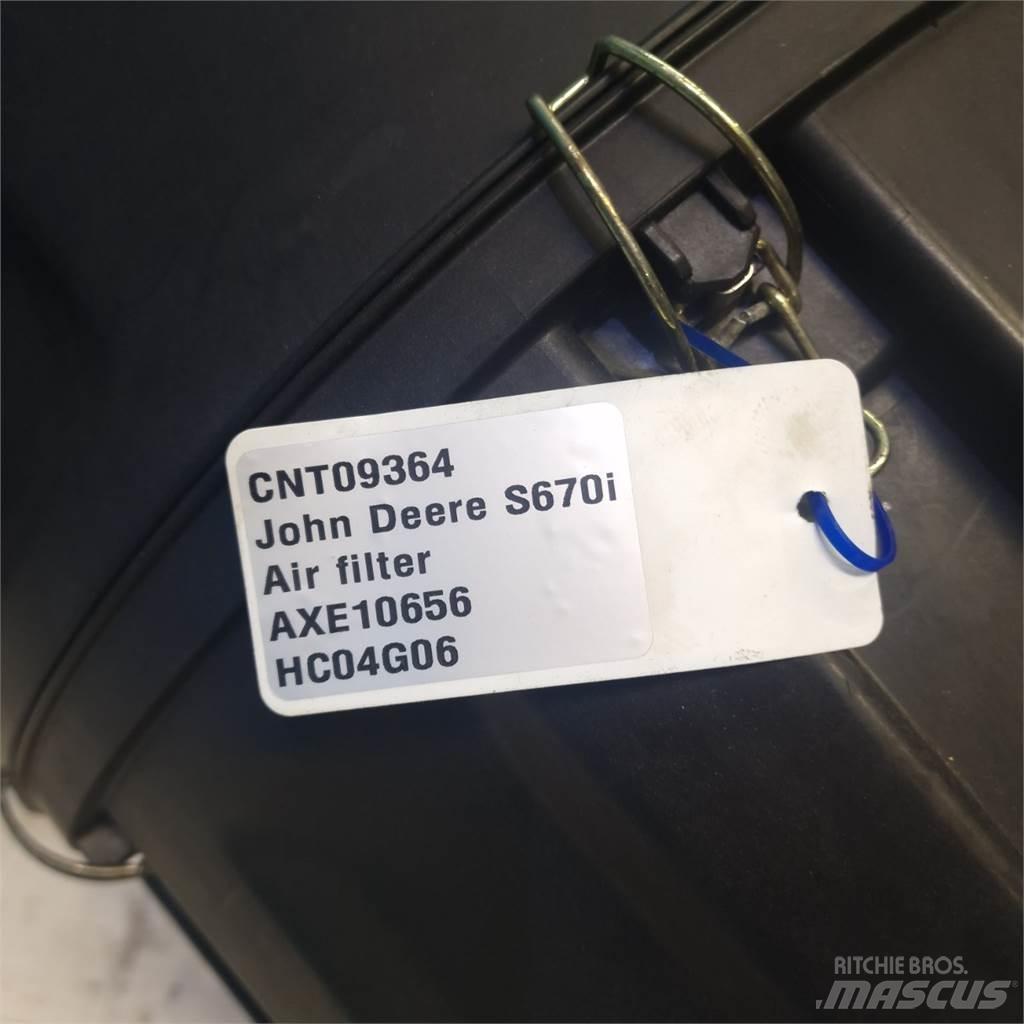 CNT09364
John Deere S670i
Air filter
AXE10656
HC04G06
RITCHIE BROS.
MASCUS